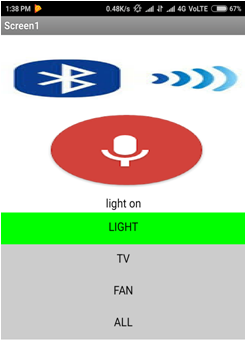 1:38 PM 0.48K/s 4G VoLTE 67%
Screen1
light on
LIGHT
TV
FAN
ALL